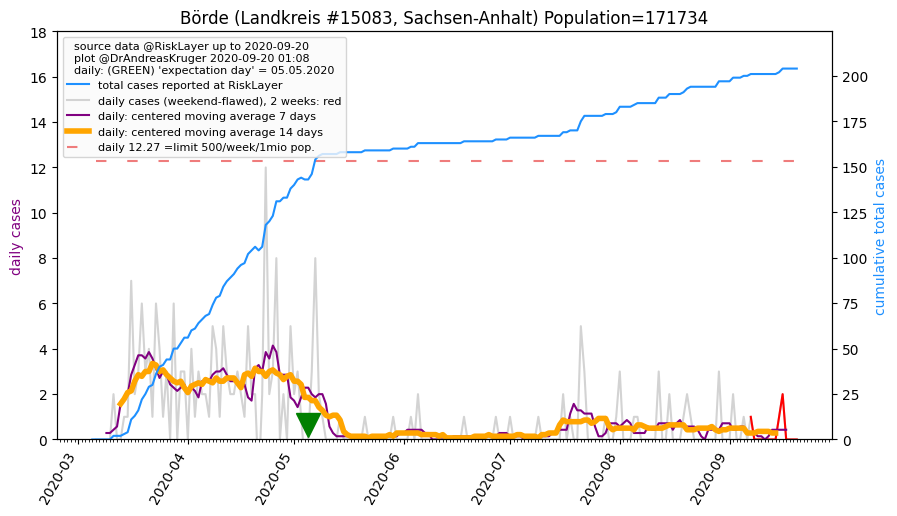 Börde (Landkreis #15083, Sachsen-Anhalt) Population=171734
source data @RiskLayer up to 2020-09-20
plot @DrAndreasKruger 2020-09-20 01:08
daily: (GREEN) 'expectation day' = 05.05.2020
total cases reported at RiskLayer
daily cases (weekend-flawed), 2 weeks: red
daily: centered moving average 7 days
daily: centered moving average 14 days
daily 12.27 =limit 500/week/1mio pop.
daily cases
18
16
14
12
10
8
6
4
2
0
cumulative total cases
200
175
150
125
100
75
50
25
0
2020-03
2020-04
2020-05
2020-06
2020-07
2020-08
2020-09